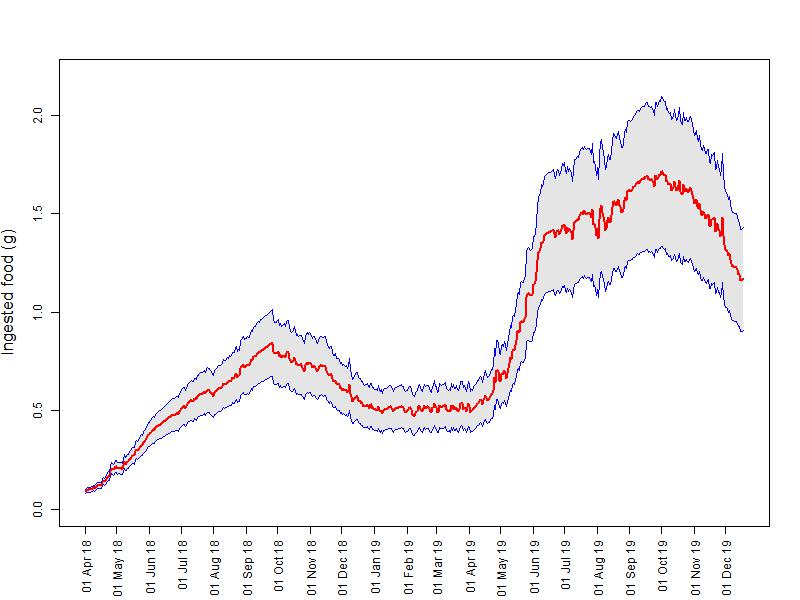 Ingested food (g)
2.0
1.5
1.0
0.5
0.0
01 Apr 18
01 May 18
01 Jun 18
01 Jul 18
01 Aug 18
01 Sep 18
01 Oct 18
01 Nov 18
01 Dec 18
01 Jan 19
01 Feb 19
01 Mar 19
01 Apr 19
01 May 19
01 Jun 19
01 Jul 19
01 Aug 19
01 Sep 19
01 Oct 19
01 Nov 19
01 Dec 19